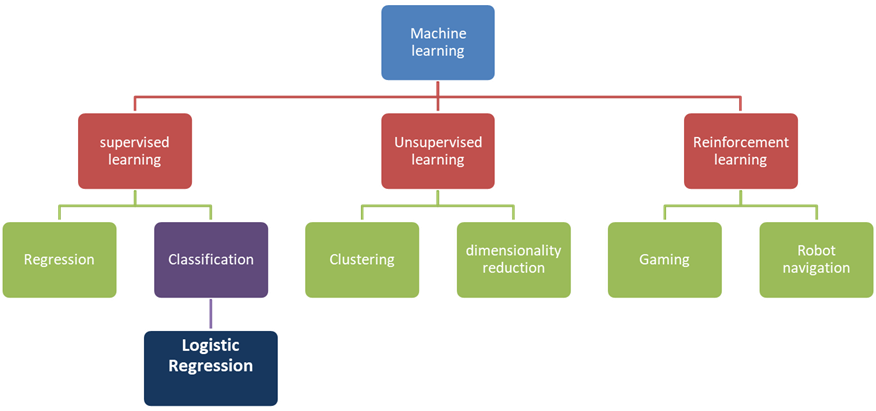 Machine
learning
supervised
learning
Unsupervised
learning
Reinforcement
learning
Regression
Classification
Clustering
dimensionality
reduction
Gaming
Robot
navigation
Logistic
Regression